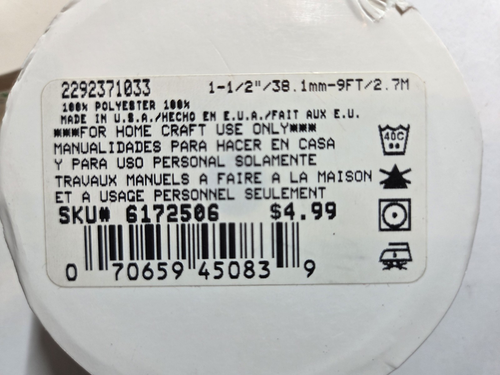 2292371033 1-1/2"/38.1mm-9FT/2.7M
100% POLYESTER 100%
MADE IN U.S.A./HECHO EN E.U.A./FAIT AUX E.U.
***FOR HOME CRAFT USE ONLY***
MANUALIDADES PARA HACER EN CASA
Y PARA USO PERSONAL SOLAMENTE
TRAVAUX MANUELS A FAIRE A LA MAISON
ET A USAGE PERSONNEL SEULEMENT
SKU# 6172506 $4.99
0 70659 45083 9
40C